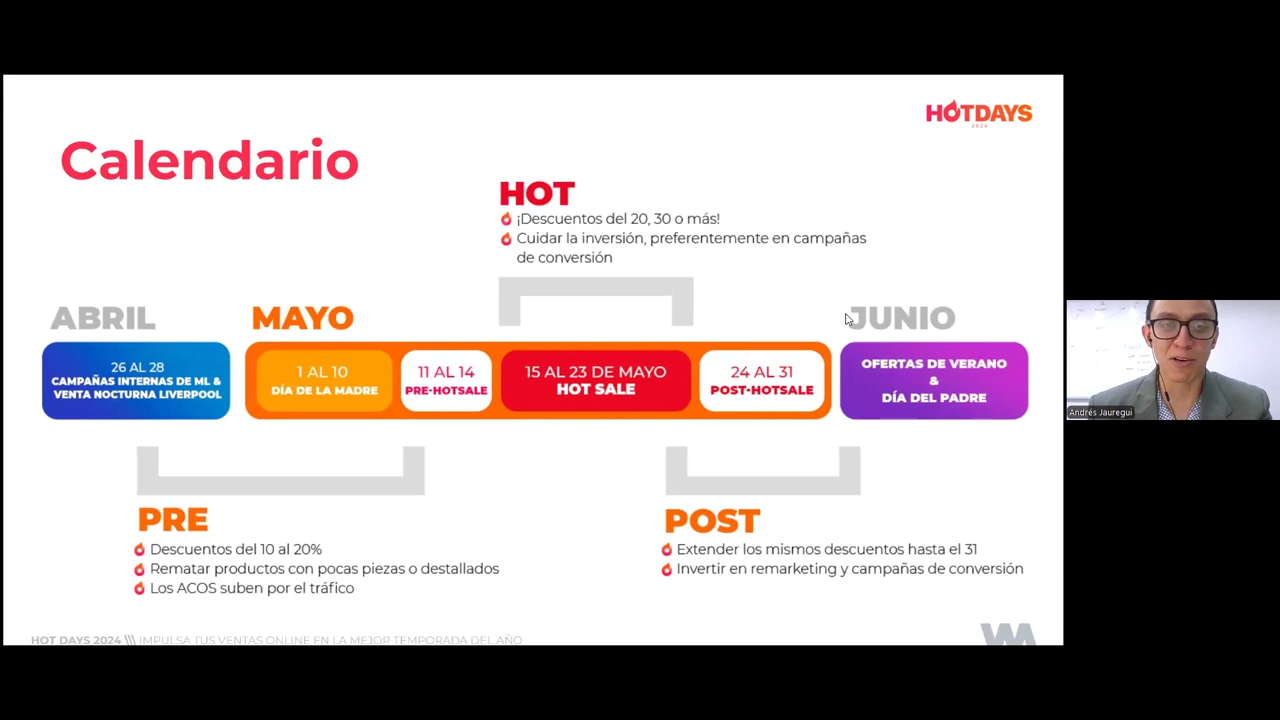 HOTDAYS
2024
Calendario
HOT
¡Descuentos del 20, 30 o más!
Cuidar la inversión, preferentemente en campañas
de conversión
ABRIL
MAYO
JUNIO
26 AL 28
CAMPAÑAS INTERNAS DE ML &
VENTA NOCTURNA LIVERPOOL
1 AL 10
DÍA DE LA MADRE
11 AL 14
PRE-HOTSALE
15 AL 23 DE MAYO
HOT SALE
24 AL 31
POST-HOTSALE
OFERTAS DE VERANO
&
DÍA DEL PADRE
PRE
Descuentos del 10 al 20%
Rematar productos con pocas piezas o destallados
Los ACOS suben por el tráfico
POST
Extender los mismos descuentos hasta el 31
Invertir en remarketing y campañas de conversión
HOT DAYS 2024 \\\ IMPULSA TUS VENTAS ONLINE EN LA MEJOR TEMPORADA DEL AÑO
Andrés Jauregui